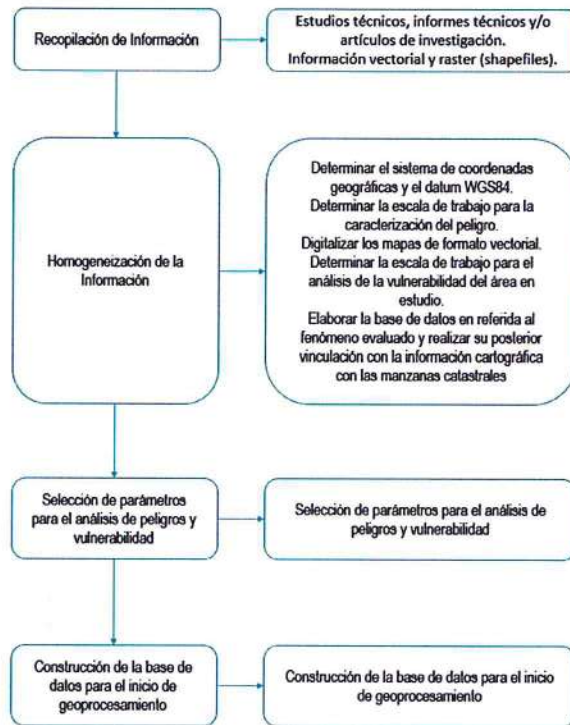 Recopilación de Información
Estudios técnicos, informes técnicos y/o
artículos de investigación.
Información vectorial y raster (shapefiles).
Homogeneización de la
Información
Determinar el sistema de coordenadas
geográficas y el datum WGS84.
Determinar la escala de trabajo para la
caracterización del peligro.
Digitalizar los mapas de formato vectorial.
Determinar la escala de trabajo para el
análisis de la vulnerabilidad del área en
estudio.
Elaborar la base de datos en referida al
fenómeno evaluado y realizar su posterior
vinculación con la información cartográfica
con las manzanas catastrales
Selección de parámetros
para el análisis de peligros y
vulnerabilidad
Selección de parámetros para el análisis de
peligros y vulnerabilidad
Construcción de la base de
datos para el inicio de
geoprocesamiento
Construcción de la base de datos para el inicio
de geoprocesamiento